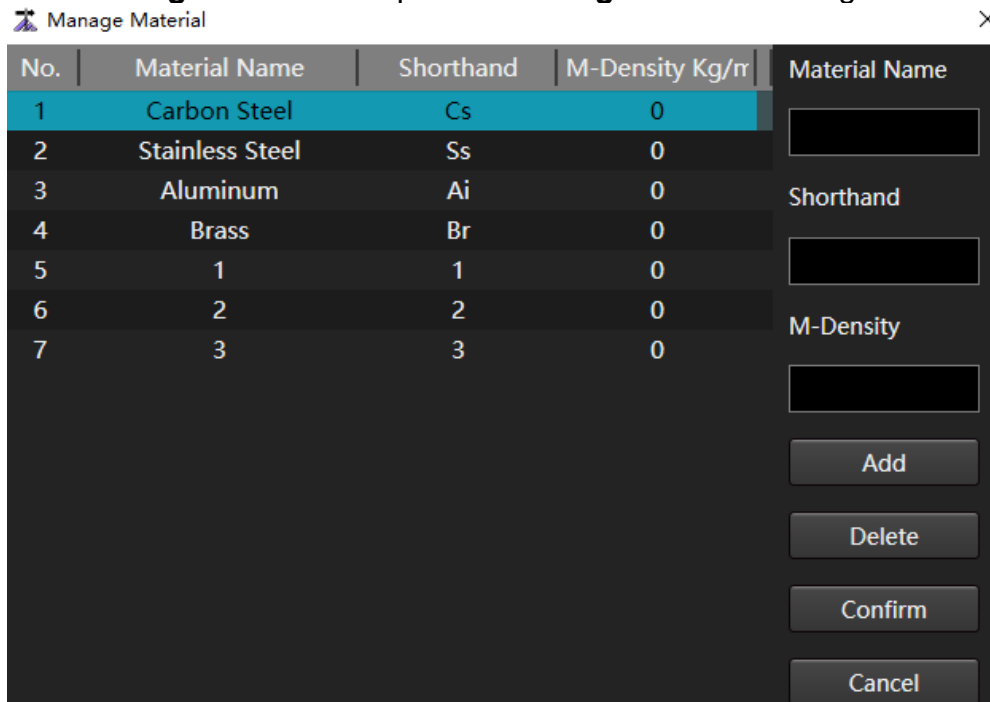 Manage Material
No. Material Name Shorthand M-Density Kg/m
1 Carbon Steel Cs 0
2 Stainless Steel Ss 0
3 Aluminum Ai 0
4 Brass Br 0
5 1 1 0
6 2 2 0
7 3 3 0
Material Name
Shorthand
M-Density
Add
Delete
Confirm
Cancel